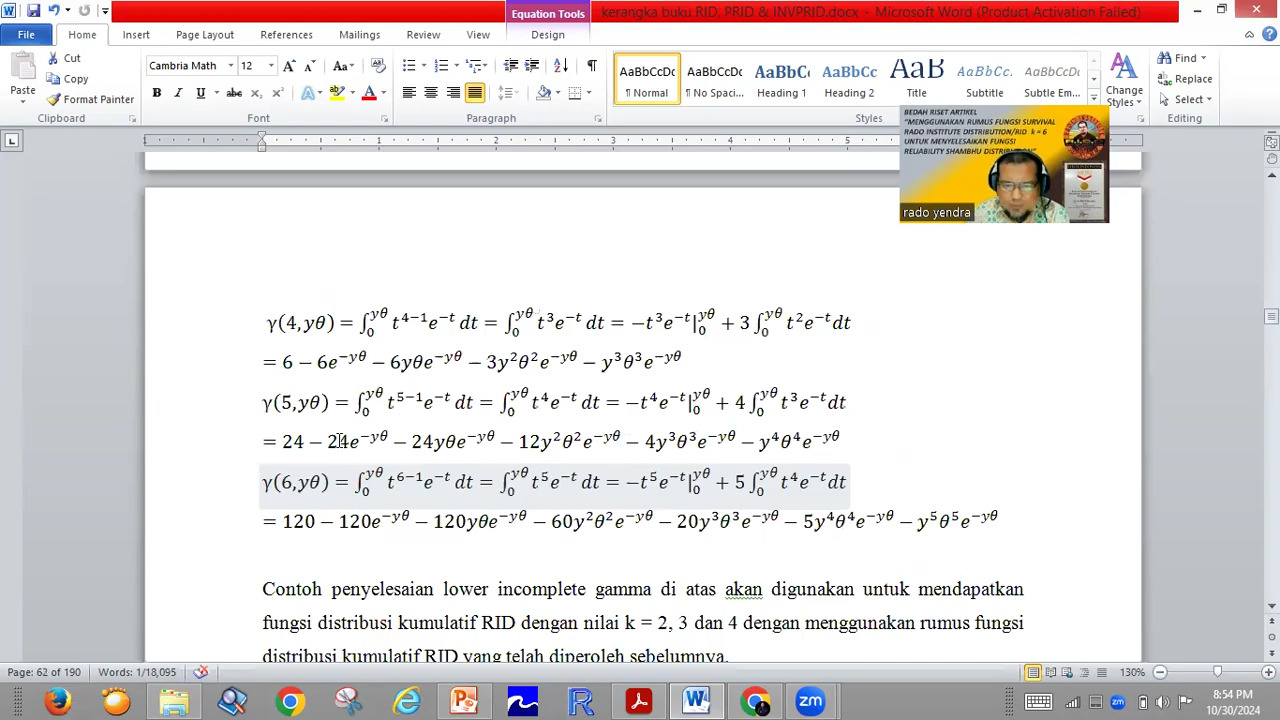 kerangka buku RID, PRID & INVPRID.docx - Microsoft Word (Product Activation Failed)
Equation Tools
File Home Insert Page Layout References Mailings Review View Design
Cut
Copy
Format Painter
Paste
Clipboard
Cambria Math 12
Font
Paragraph
AaBbCcDc AaBbCcDc AaBbC AaBbCc AaB AaBbCcL AaBbCcDc
¶ Normal ¶ No Spaci... Heading 1 Heading 2 Title Subtitle Subtle Em...
Styles
Change Styles
Find
Replace
Select
Editing
BEDAH RISET ARTIKEL
"MENGGUNAKAN RUMUS FUNGSI SURVIVAL
RADO INSTITUTE DISTRIBUTION/RID k = 6
UNTUK MENYELESAIKAN FUNGSI
RELIABILITY SHAMBHU DISTRIBUTION"
rado yendra
γ(4, yθ) = ∫₀^{yθ} t^{4−1}e^{−t} dt = ∫₀^{yθ} t³e^{−t} dt = −t³e^{−t}|₀^{yθ} + 3 ∫₀^{yθ} t²e^{−t}dt
= 6 − 6e^{−yθ} − 6yθe^{−yθ} − 3y²θ²e^{−yθ} − y³θ³e^{−yθ}
γ(5, yθ) = ∫₀^{yθ} t^{5−1}e^{−t} dt = ∫₀^{yθ} t⁴e^{−t} dt = −t⁴e^{−t}|₀^{yθ} + 4 ∫₀^{yθ} t³e^{−t}dt
= 24 − 24e^{−yθ} − 24yθe^{−yθ} − 12y²θ²e^{−yθ} − 4y³θ³e^{−yθ} − y⁴θ⁴e^{−yθ}
γ(6, yθ) = ∫₀^{yθ} t^{6−1}e^{−t} dt = ∫₀^{yθ} t⁵e^{−t} dt = −t⁵e^{−t}|₀^{yθ} + 5 ∫₀^{yθ} t⁴e^{−t}dt
= 120 − 120e^{−yθ} − 120yθe^{−yθ} − 60y²θ²e^{−yθ} − 20y³θ³e^{−yθ} − 5y⁴θ⁴e^{−yθ} − y⁵θ⁵e^{−yθ}
Contoh penyelesaian lower incomplete gamma di atas akan digunakan untuk mendapatkan
fungsi distribusi kumulatif RID dengan nilai k = 2, 3 dan 4 dengan menggunakan rumus fungsi
distribusi kumulatif RID yang telah diperoleh sebelumnya.
Page: 62 of 190 Words: 1/18,095 130%
8:54 PM
10/30/2024